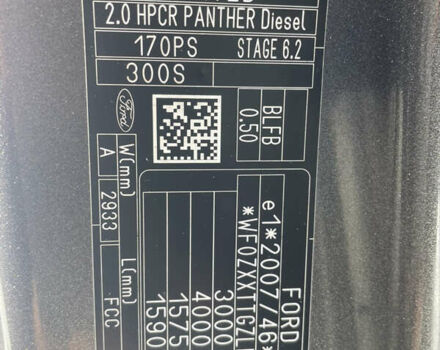 2.0 HPCR PANTHER Diesel
170PS STAGE 6.2
300S
Ford
BLFB
0.50
W(mm) L(mm)
A 2933 FCC
FORD
e1*2007/46*
3000
4000
1575
1590